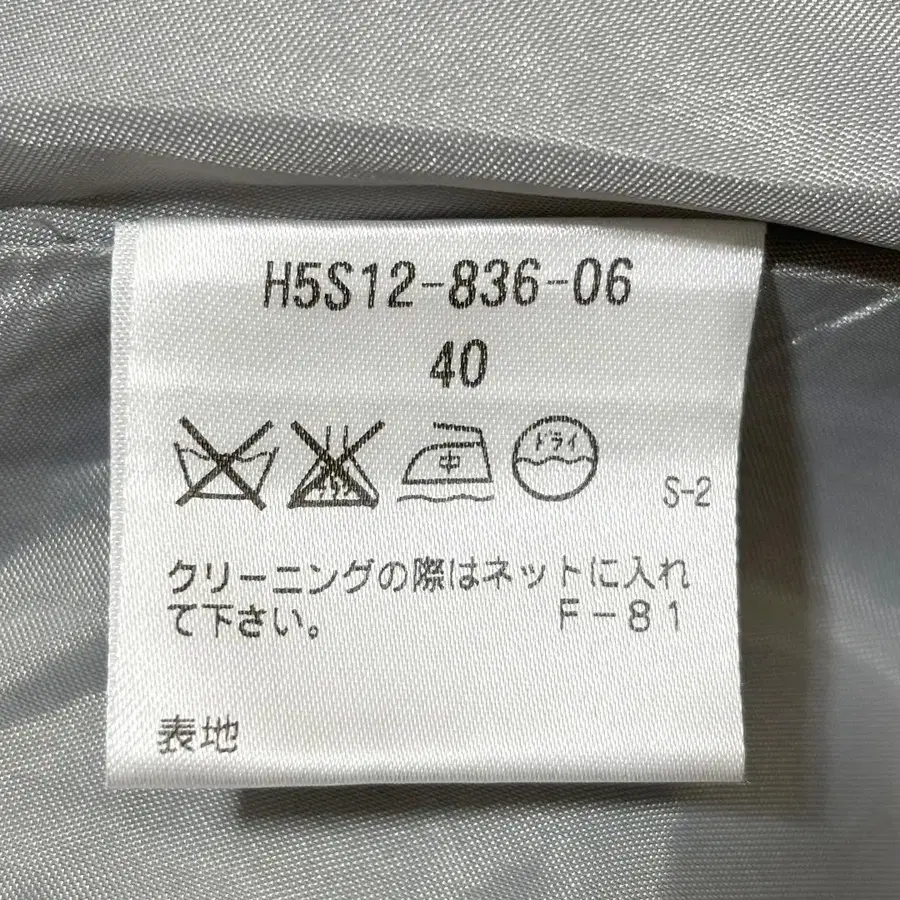 H5S12-836-06
40
中
ドライ
S-2
クリーニングの際はネットに入れ
て下さい。 F-81
表地